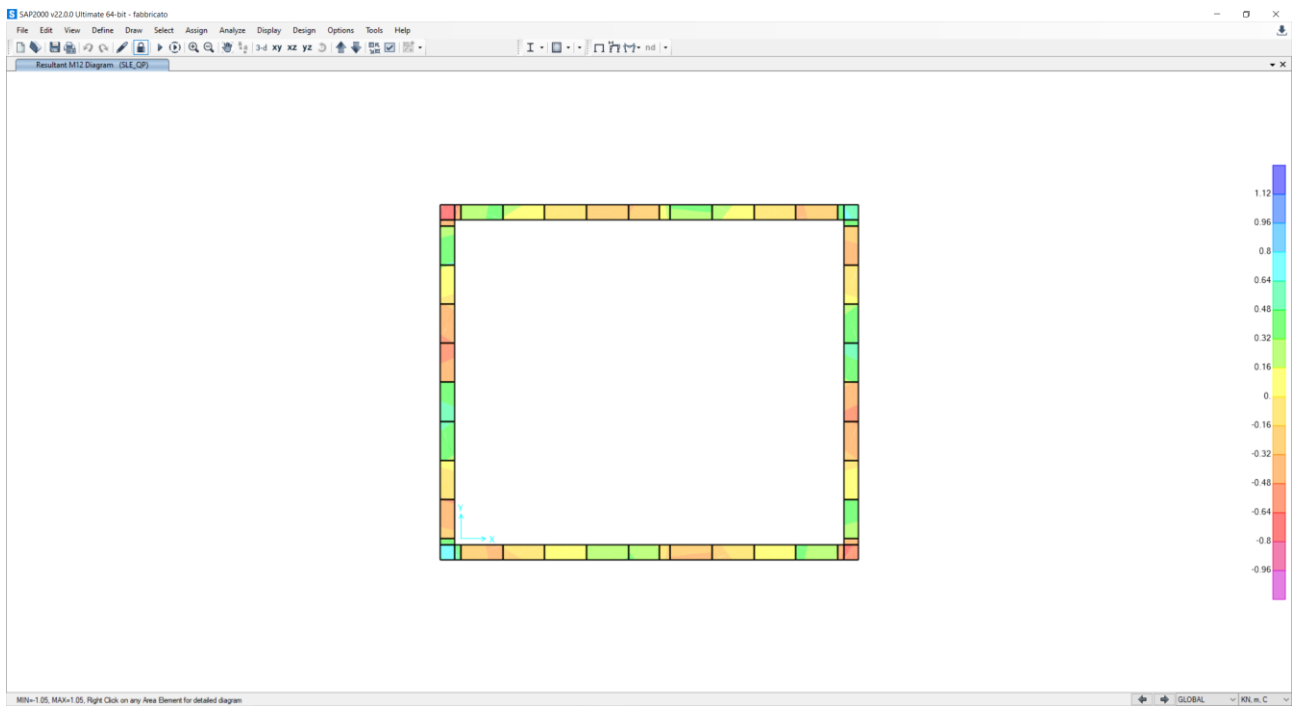 SAP2000 v22.0.0 Ultimate 64-bit - fabbricato
File Edit View Define Draw Select Assign Analyze Display Design Options Tools Help
3-d xy xz yz nd
Resultant M12 Diagram (SLE_QP)
1.12
0.96
0.8
0.64
0.48
0.32
0.16
0.
-0.16
-0.32
-0.48
-0.64
-0.8
-0.96
Y
X
MIN=-1.05, MAX=1.05, Right Click on any Area Element for detailed diagram
GLOBAL
KN, m, C